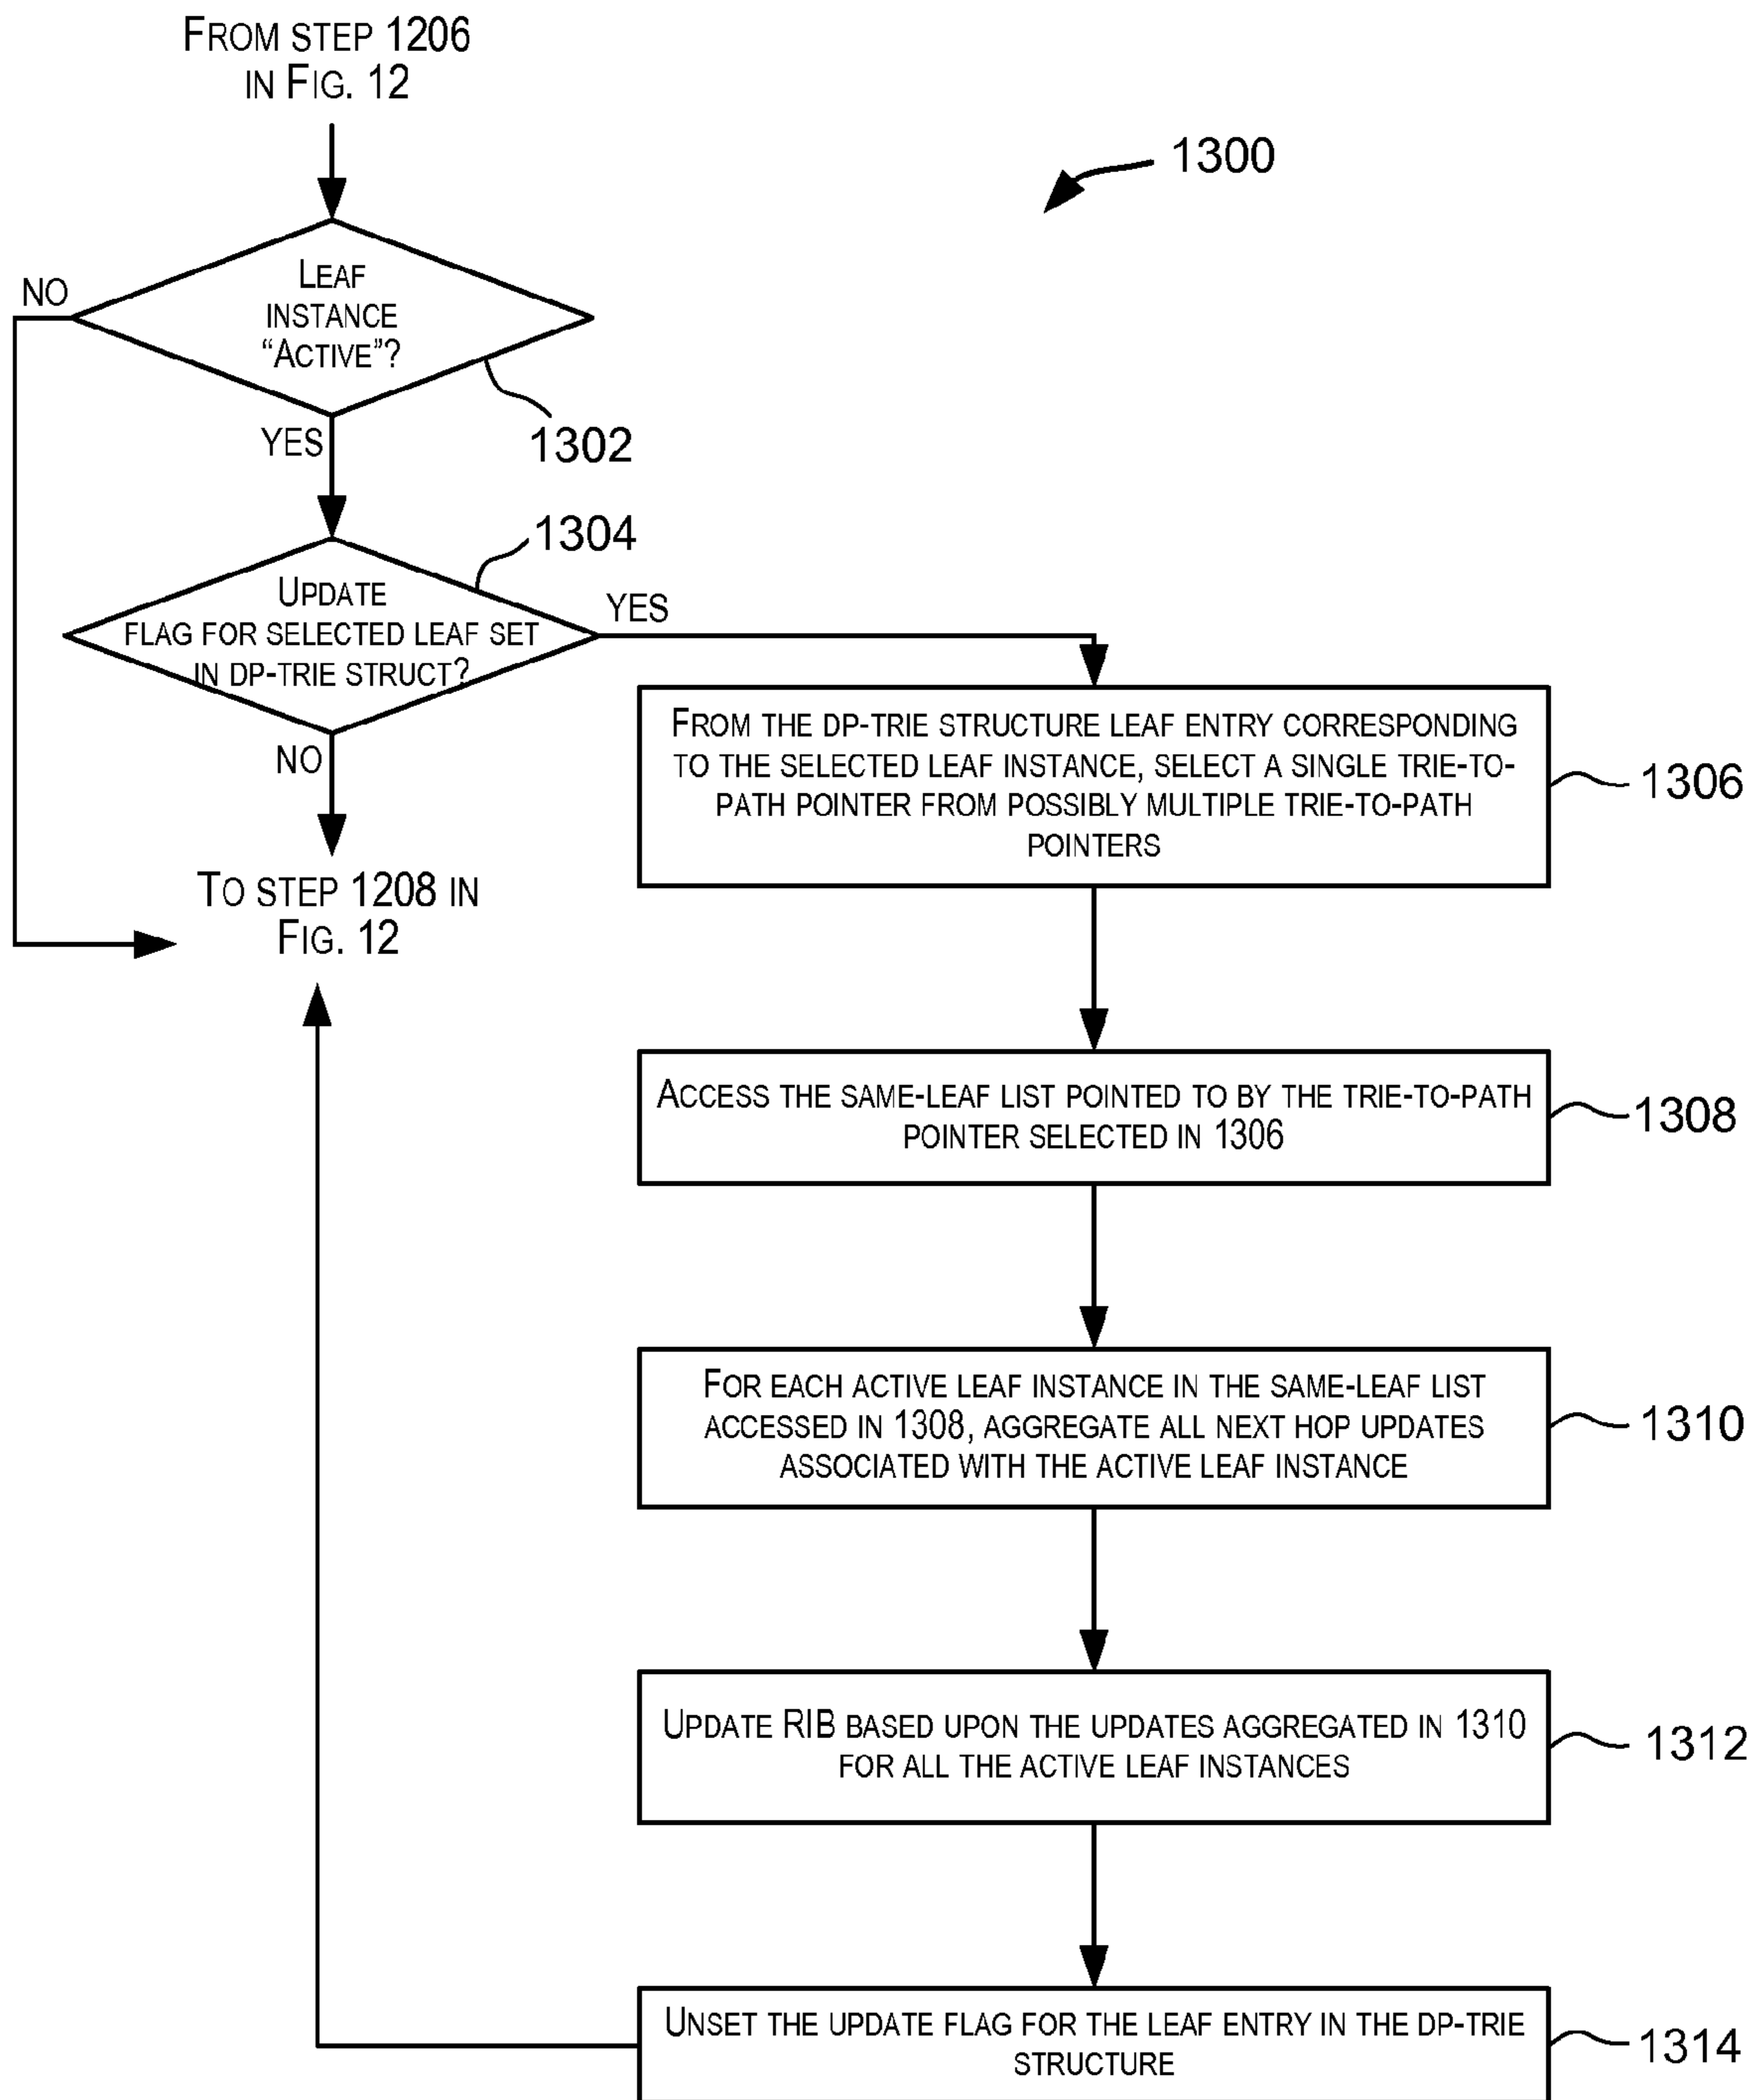 FROM STEP 1206
IN FIG. 12
1300
LEAF
INSTANCE
“ACTIVE”?
NO
1302
YES
1304
UPDATE
FLAG FOR SELECTED LEAF SET
IN DP-TRIE STRUCT?
YES
NO
FROM THE DP-TRIE STRUCTURE LEAF ENTRY CORRESPONDING
TO THE SELECTED LEAF INSTANCE, SELECT A SINGLE TRIE-TO-
PATH POINTER FROM POSSIBLY MULTIPLE TRIE-TO-PATH
POINTERS
1306
TO STEP 1208 IN
FIG. 12
ACCESS THE SAME-LEAF LIST POINTED TO BY THE TRIE-TO-PATH
POINTER SELECTED IN 1306
1308
FOR EACH ACTIVE LEAF INSTANCE IN THE SAME-LEAF LIST
ACCESSED IN 1308, AGGREGATE ALL NEXT HOP UPDATES
ASSOCIATED WITH THE ACTIVE LEAF INSTANCE
1310
UPDATE RIB BASED UPON THE UPDATES AGGREGATED IN 1310
FOR ALL THE ACTIVE LEAF INSTANCES
1312
UNSET THE UPDATE FLAG FOR THE LEAF ENTRY IN THE DP-TRIE
STRUCTURE
1314